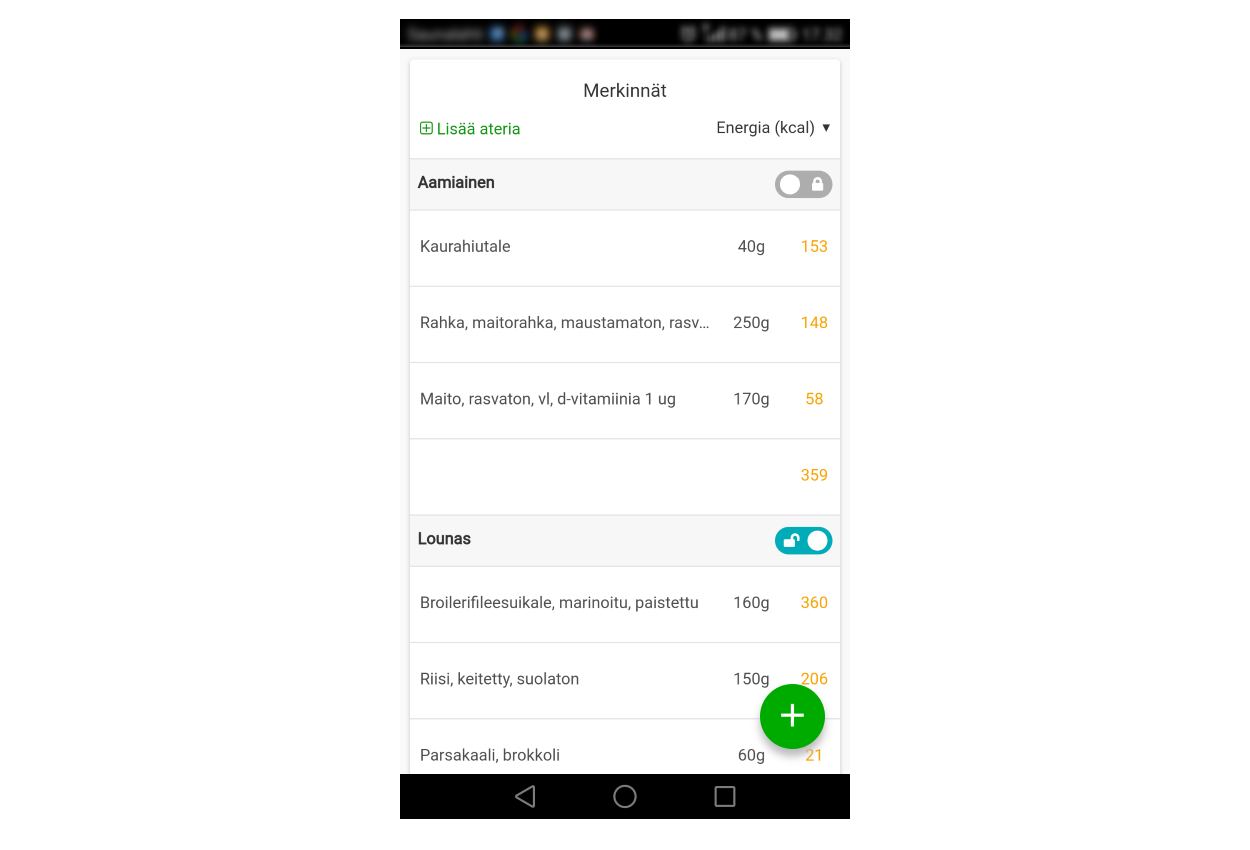 Merkinnät
Lisää ateria Energia (kcal) ▼
Aamiainen
Kaurahiutale 40g 153
Rahka, maitorahka, maustamaton, rasv… 250g 148
Maito, rasvaton, vl, d-vitamiinia 1 ug 170g 58
359
Lounas
Broilerifileesuikale, marinoitu, paistettu 160g 360
Riisi, keitetty, suolaton 150g 206
Parsakaali, brokkoli 60g 21